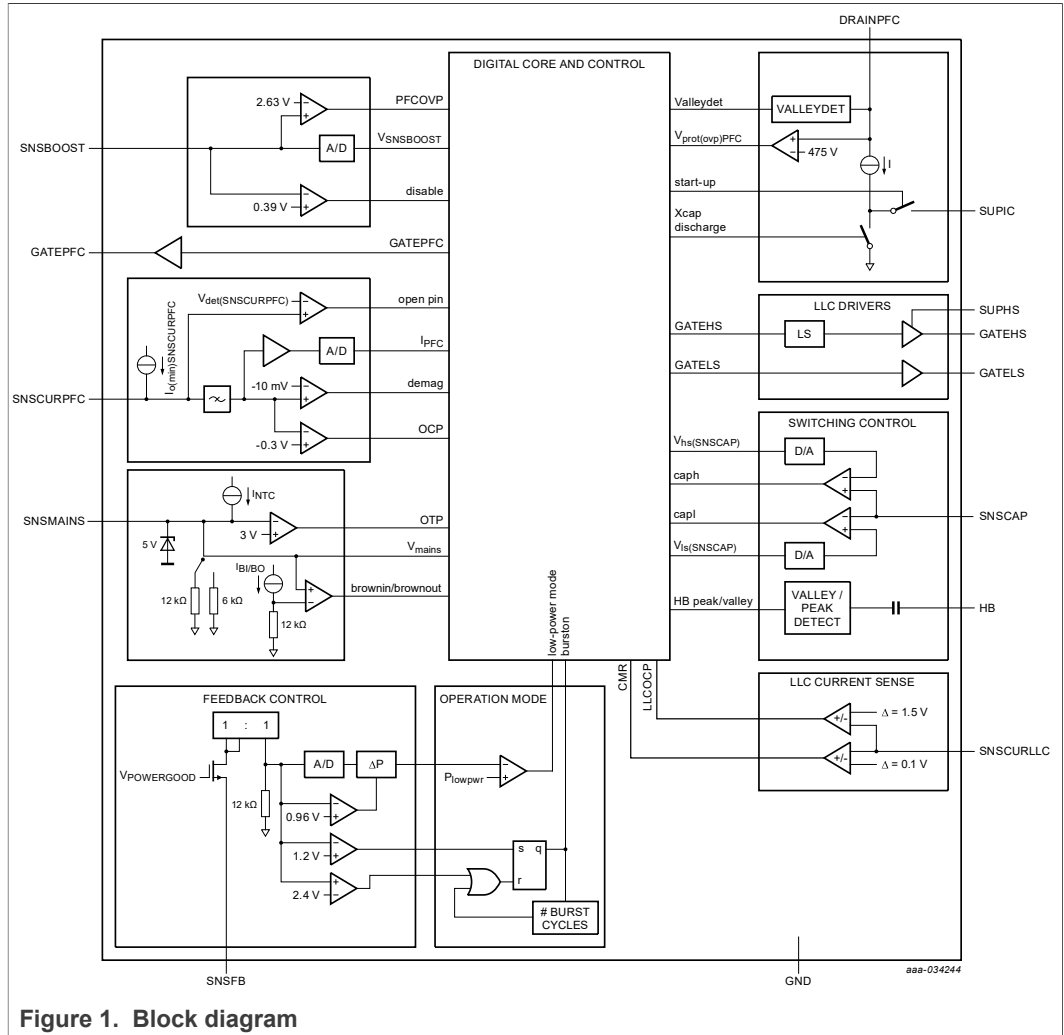 DRAINPFC
DIGITAL CORE AND CONTROL
SNSBOOST
2.63 V
PFCOVP
A/D
VSNSBOOST
0.39 V
disable
GATEPFC
GATEPFC
Vdet(SNSCURPFC)
open pin
Io(min)SNSCURPFC
A/D
IPFC
SNSCURPFC
-10 mV
demag
-0.3 V
OCP
SNSMAINS
INTC
3 V
OTP
5 V
Vmains
IBI/BO
brownin/brownout
12 kΩ
6 kΩ
12 kΩ
low-power mode
burston
CMR
LLCOCP
Valleydet
VALLEYDET
Vprot(ovp)PFC
475 V
I
start-up
SUPIC
Xcap
discharge
LLC DRIVERS
SUPHS
GATEHS
LS
GATEHS
GATELS
GATELS
SWITCHING CONTROL
Vhs(SNSCAP)
D/A
caph
capl
SNSCAP
Vls(SNSCAP)
D/A
HB peak/valley
VALLEY /
PEAK
DETECT
HB
LLC CURRENT SENSE
+/-
Δ = 1.5 V
SNSCURLLC
+/-
Δ = 0.1 V
FEEDBACK CONTROL
1 : 1
VPOWERGOOD
12 kΩ
A/D
ΔP
0.96 V
1.2 V
2.4 V
SNSFB
OPERATION MODE
Plowpwr
s q
r
# BURST
CYCLES
GND
aaa-034244
Figure 1. Block diagram